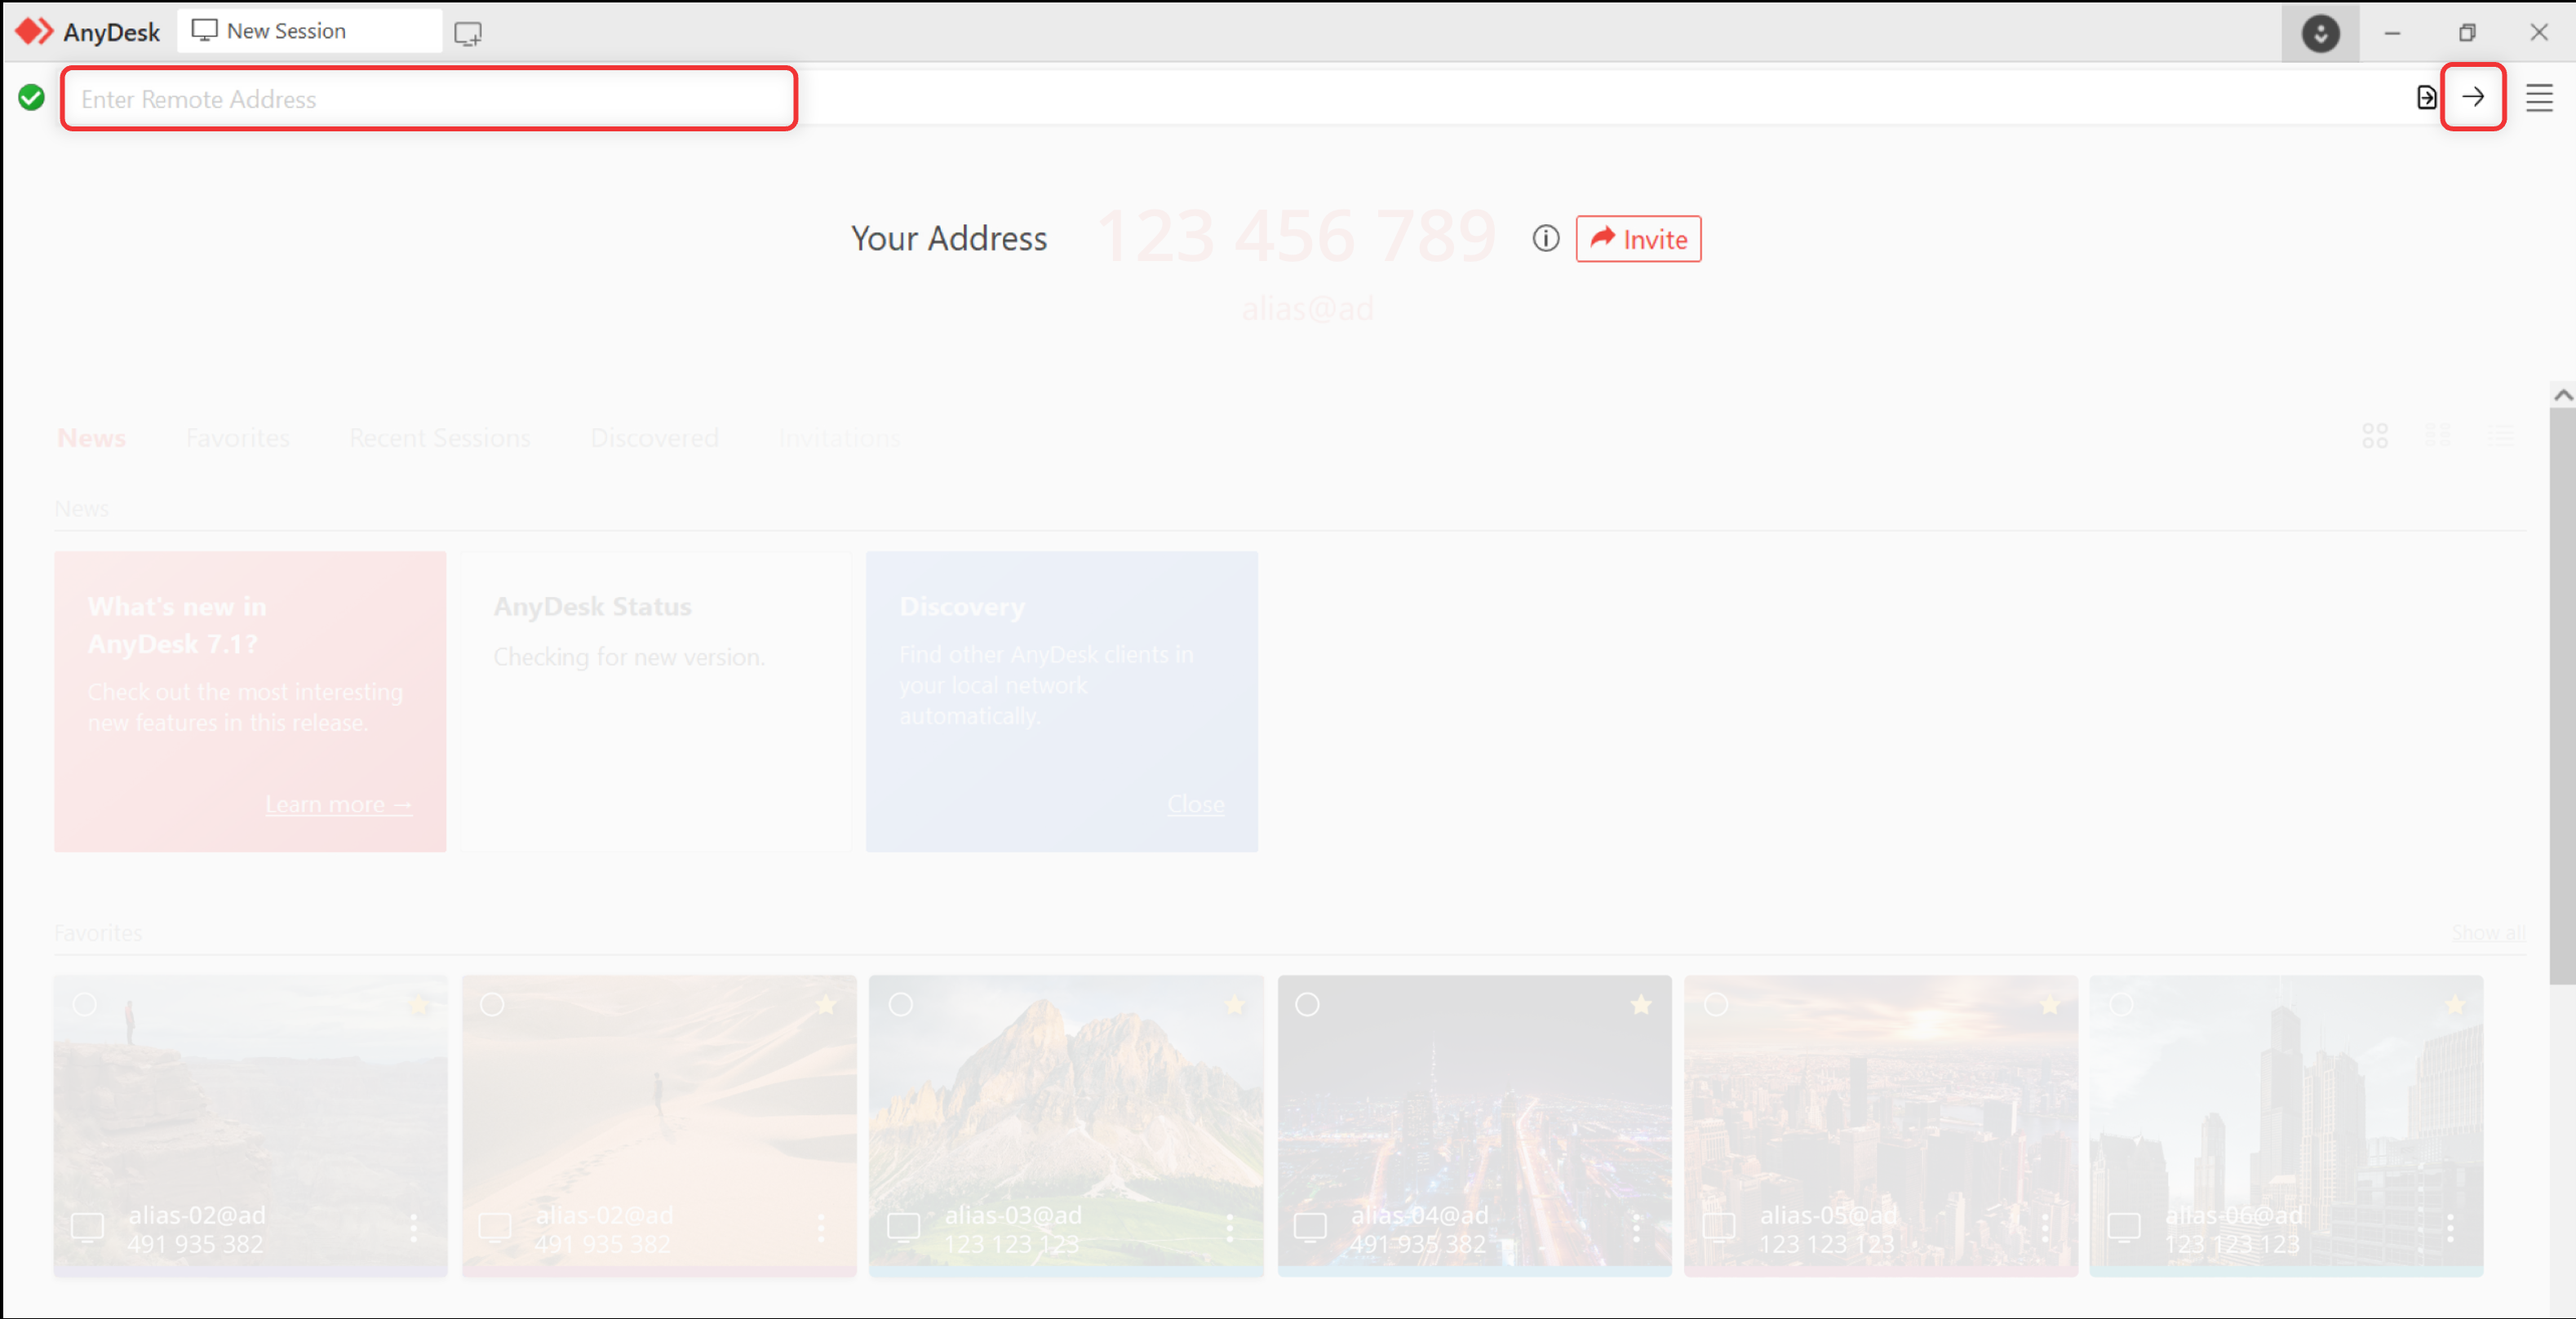 AnyDesk
New Session
Enter Remote Address
Your Address 123 456 789 Invite
alias@ad
News Favorites Recent Sessions Discovered Invitations
News
What's new in
AnyDesk 7.1?
Check out the most interesting
new features in this release.
Learn more →
AnyDesk Status
Checking for new version.
Discovery
Find other AnyDesk clients in
your local network
automatically.
Close
Favorites Show all
alias-02@ad
491 935 382
alias-02@ad
491 935 382
alias-03@ad
123 123 123
alias-04@ad
491 935 382
alias-05@ad
123 123 123
alias-06@ad
123 123 123